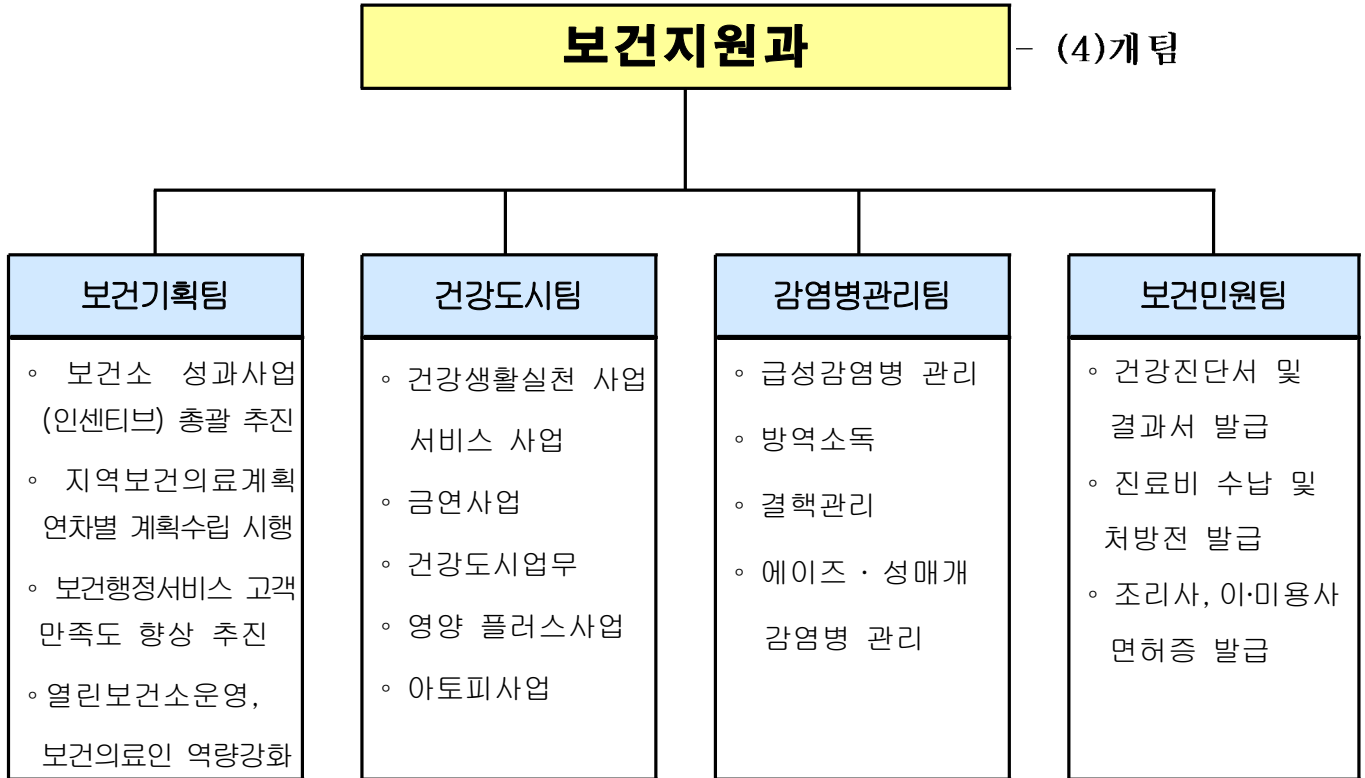 보건지원과
- (4)개 팀
보건기획팀
◦ 보건소 성과사업
(인센티브) 총괄 추진
◦ 지역보건의료계획
연차별 계획수립 시행
◦ 보건행정서비스 고객
만족도 향상 추진
◦ 열린보건소운영,
보건의료인 역량강화
건강도시팀
◦ 건강생활실천 사업
서비스 사업
◦ 금연사업
◦ 건강도시업무
◦ 영양 플러스사업
◦ 아토피사업
감염병관리팀
◦ 급성감염병 관리
◦ 방역소독
◦ 결핵관리
◦ 에이즈 · 성매개
감염병 관리
보건민원팀
◦ 건강진단서 및
결과서 발급
◦ 진료비 수납 및
처방전 발급
◦ 조리사, 이·미용사
면허증 발급